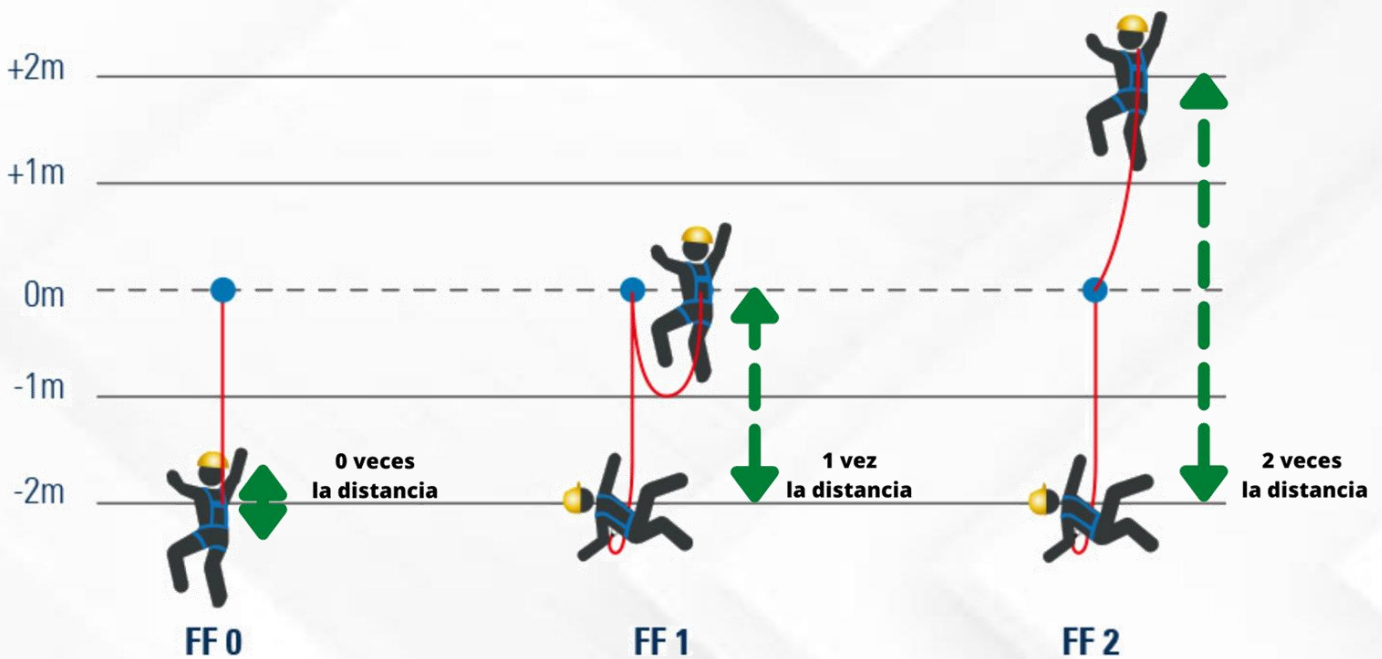 +2m
+1m
0m
-1m
-2m
0 veces
la distancia
1 vez
la distancia
2 veces
la distancia
FF 0
FF 1
FF 2